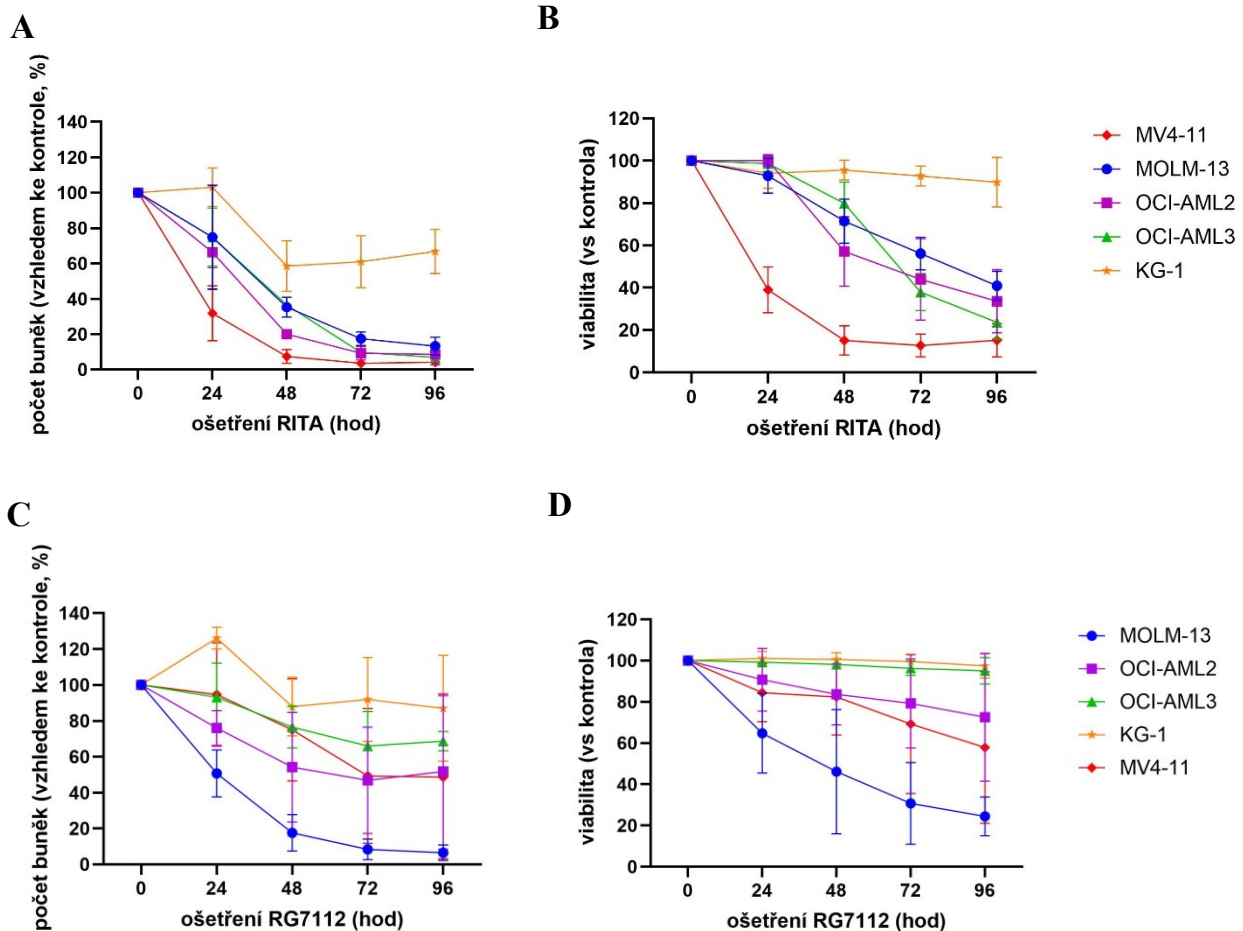 A
B
počet buněk (vzhledem ke kontrole, %)
140
120
100
80
60
40
20
0
0 24 48 72 96
ošetření RITA (hod)
viabilita (vs kontrola)
120
100
80
60
40
20
0
0 24 48 72 96
ošetření RITA (hod)
MV4-11
MOLM-13
OCI-AML2
OCI-AML3
KG-1
C
D
počet buněk (vzhledem ke kontrole, %)
140
120
100
80
60
40
20
0
0 24 48 72 96
ošetření RG7112 (hod)
viabilita (vs kontrola)
120
100
80
60
40
20
0
0 24 48 72 96
ošetření RG7112 (hod)
MOLM-13
OCI-AML2
OCI-AML3
KG-1
MV4-11